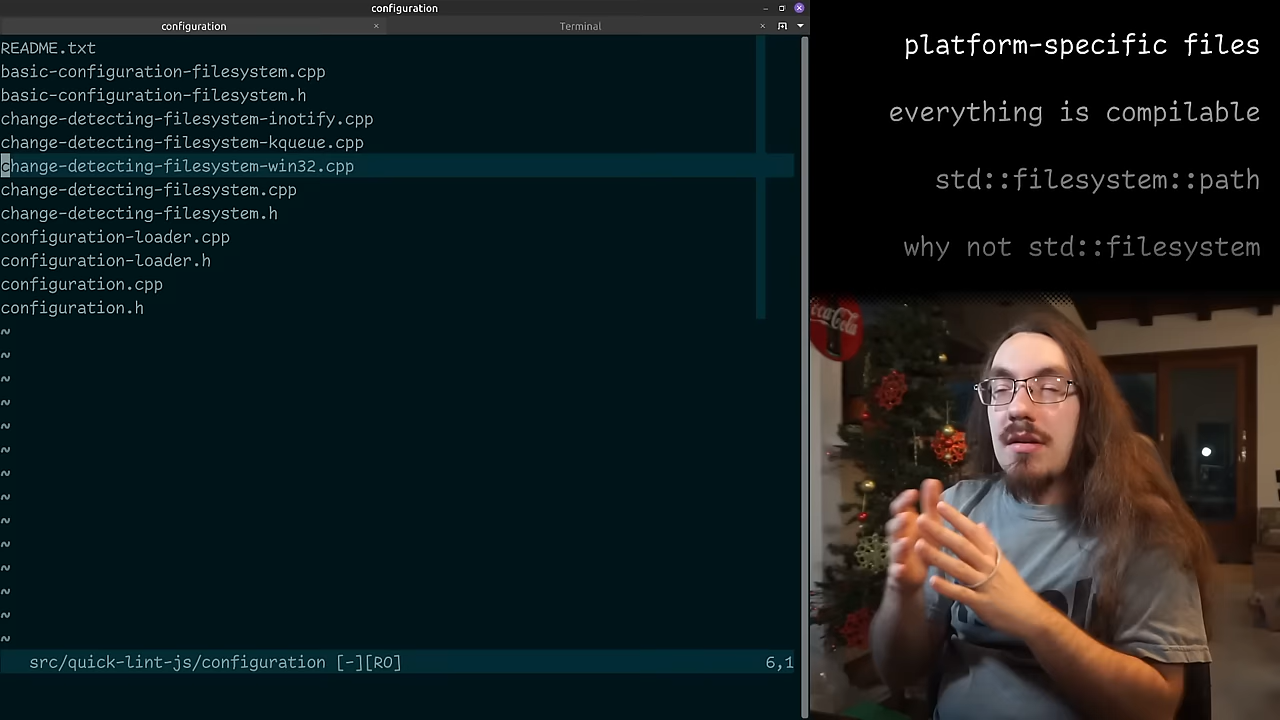 configuration
configuration ×
Terminal ×
README.txt
basic-configuration-filesystem.cpp
basic-configuration-filesystem.h
change-detecting-filesystem-inotify.cpp
change-detecting-filesystem-kqueue.cpp
change-detecting-filesystem-win32.cpp
change-detecting-filesystem.cpp
change-detecting-filesystem.h
configuration-loader.cpp
configuration-loader.h
configuration.cpp
configuration.h
~
~
~
~
~
~
~
~
~
~
~
~
~
~
src/quick-lint-js/configuration [-][RO] 6,1
platform-specific files
everything is compilable
std::filesystem::path
why not std::filesystem
Coca-Cola